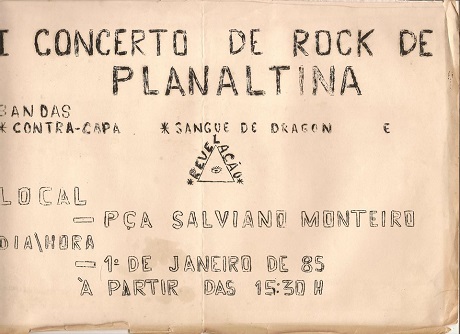 I CONCERTO DE ROCK DE
PLANALTINA
BANDAS
*CONTRA-CAPA *SANGUE DE DRAGON E
*REVELAÇÃO*
LOCAL
— PÇA SALVIANO MONTEIRO
DIA\HORA
— 1º DE JANEIRO DE 85
À PARTIR DAS 15:30 H